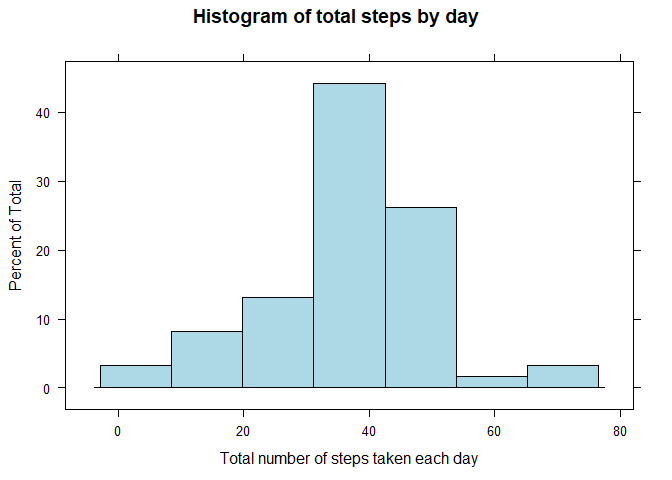 Histogram of total steps by day
Percent of Total
40
30
20
10
0
0 20 40 60 80
Total number of steps taken each day